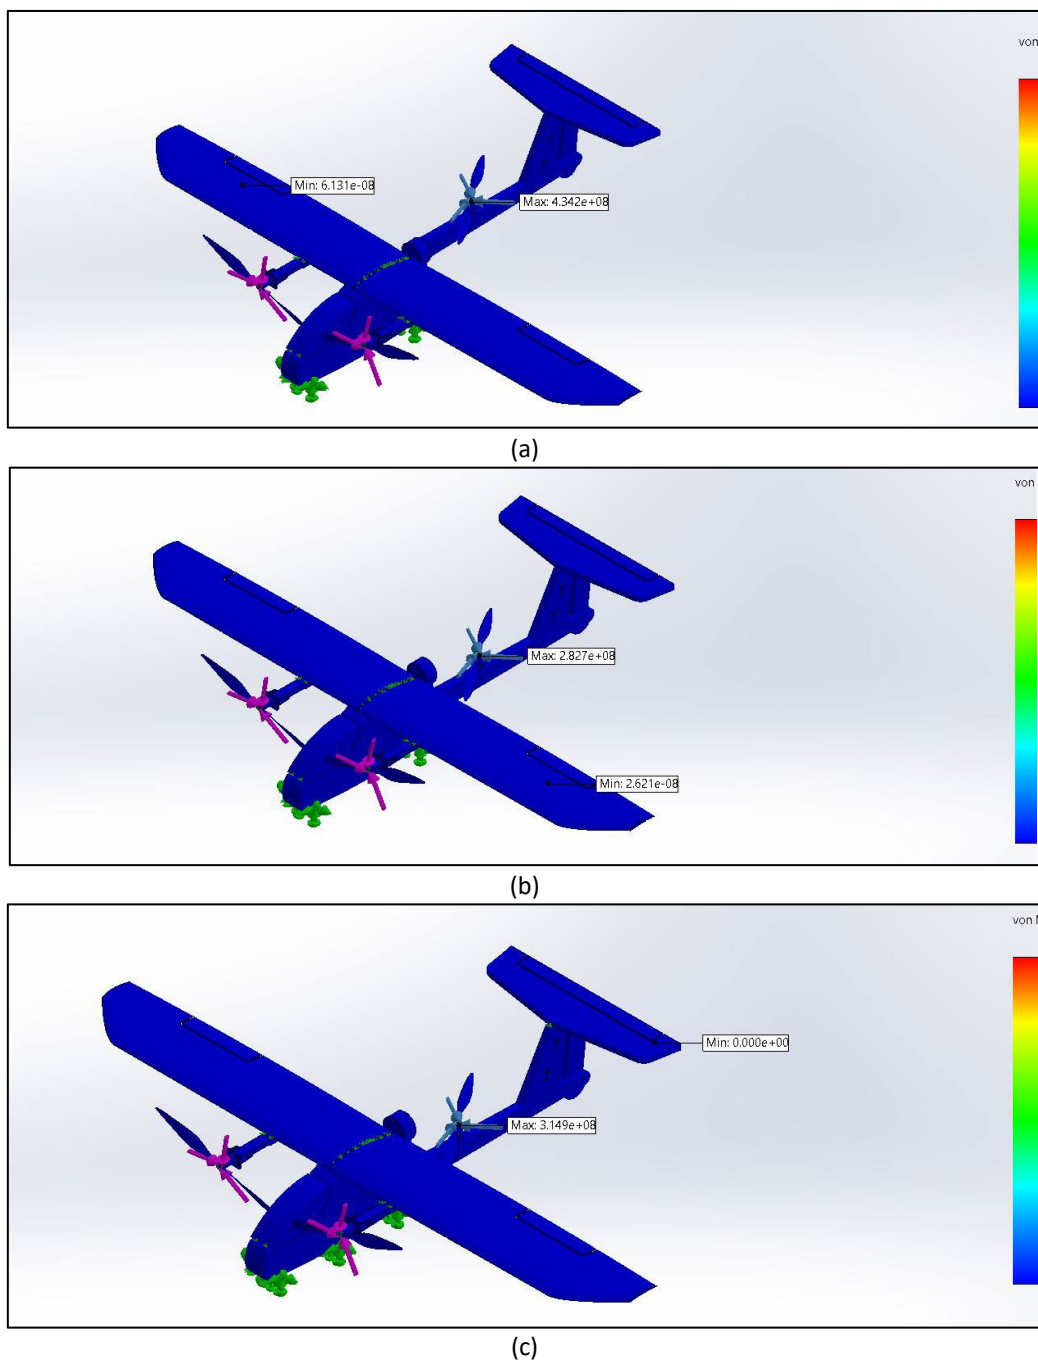 von
Min: 6.131e-08
Max: 4.342e+08
(a)
von
Max: 2.827e+08
Min: 2.621e-08
(b)
von
Min: 0.000e+00
Max: 3.149e+08
(c)